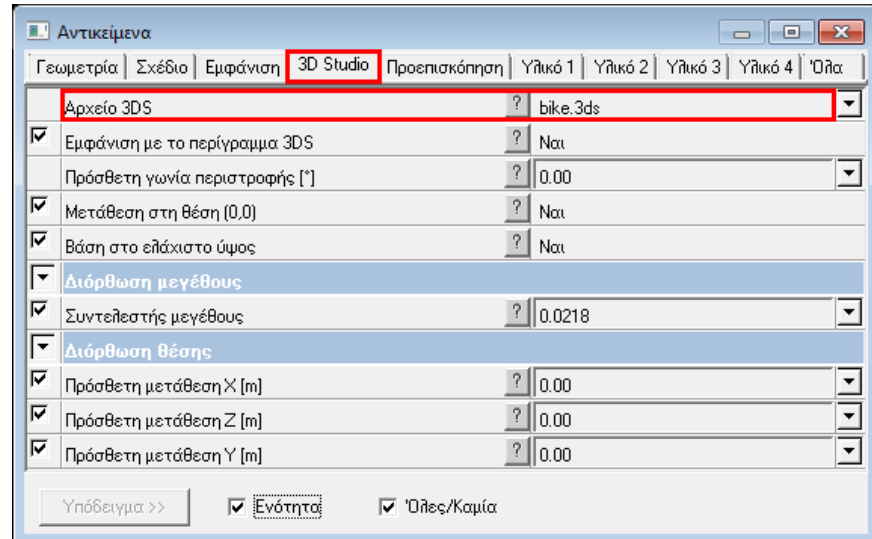 Αντικείμενα
Γεωμετρία Σχέδιο Εμφάνιση 3D Studio Προεπισκόπηση Υλικό 1 Υλικό 2 Υλικό 3 Υλικό 4 Όλα
Αρχείο 3DS ? bike.3ds
Εμφάνιση με το περίγραμμα 3DS ? Ναι
Πρόσθετη γωνία περιστροφής [°] ? 0.00
Μετάθεση στη θέση (0,0) ? Ναι
Βάση στο ελάχιστο ύψος ? Ναι
Διόρθωση μεγέθους
Συντελεστής μεγέθους ? 0.0218
Διόρθωση θέσης
Πρόσθετη μετάθεση X [m] ? 0.00
Πρόσθετη μετάθεση Z [m] ? 0.00
Πρόσθετη μετάθεση Y [m] ? 0.00
Υπόδειγμα >> Ενότητα Όλες/Καμία